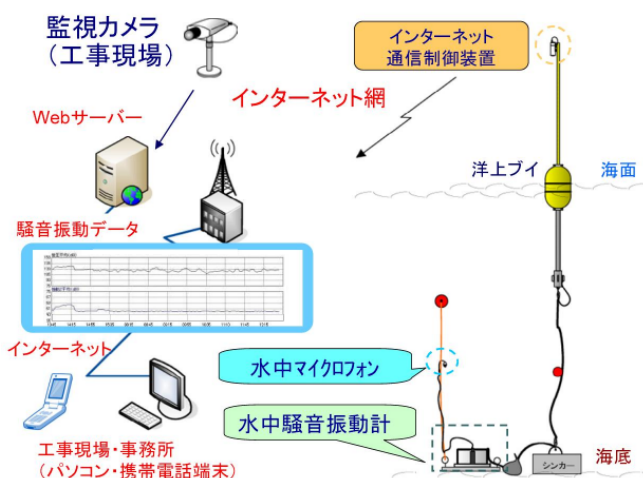 監視カメラ
(工事現場)
インターネット
通信制御装置
インターネット網
Webサーバー
洋上ブイ
海面
騒音振動データ
インターネット
水中マイクロフォン
水中騒音振動計
工事現場・事務所
(パソコン・携帯電話端末)
シンカー
海底